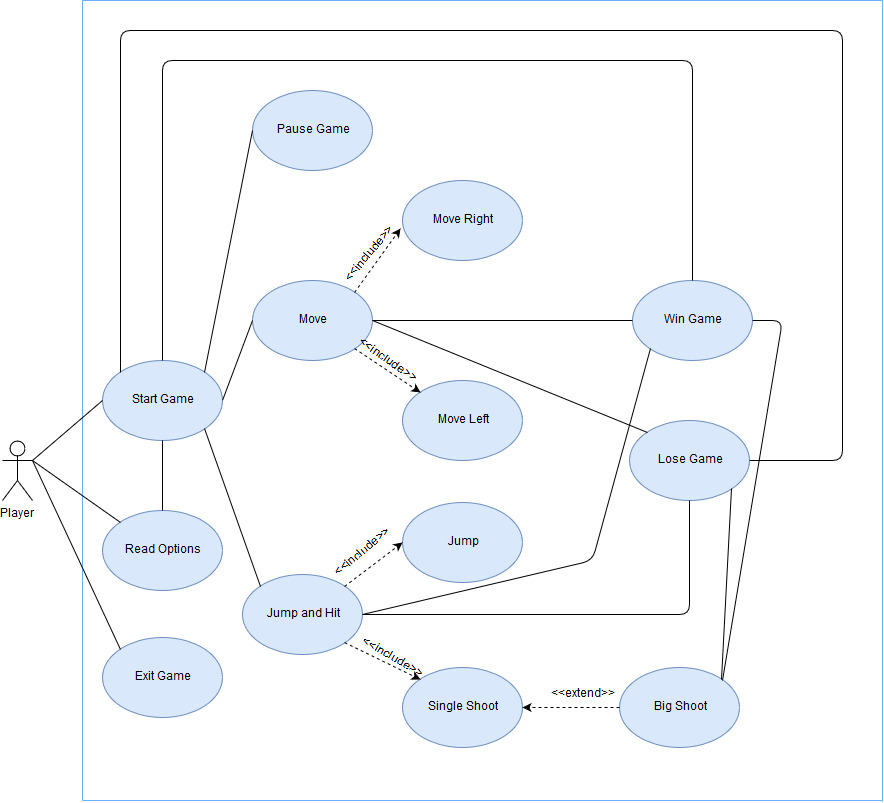 Pause Game
Move Right
<<include>>
Move
Win Game
<<include>>
Start Game
Move Left
Lose Game
Player
Read Options
Jump
<<include>>
Jump and Hit
<<include>>
Exit Game
Single Shoot
<<extend>>
Big Shoot